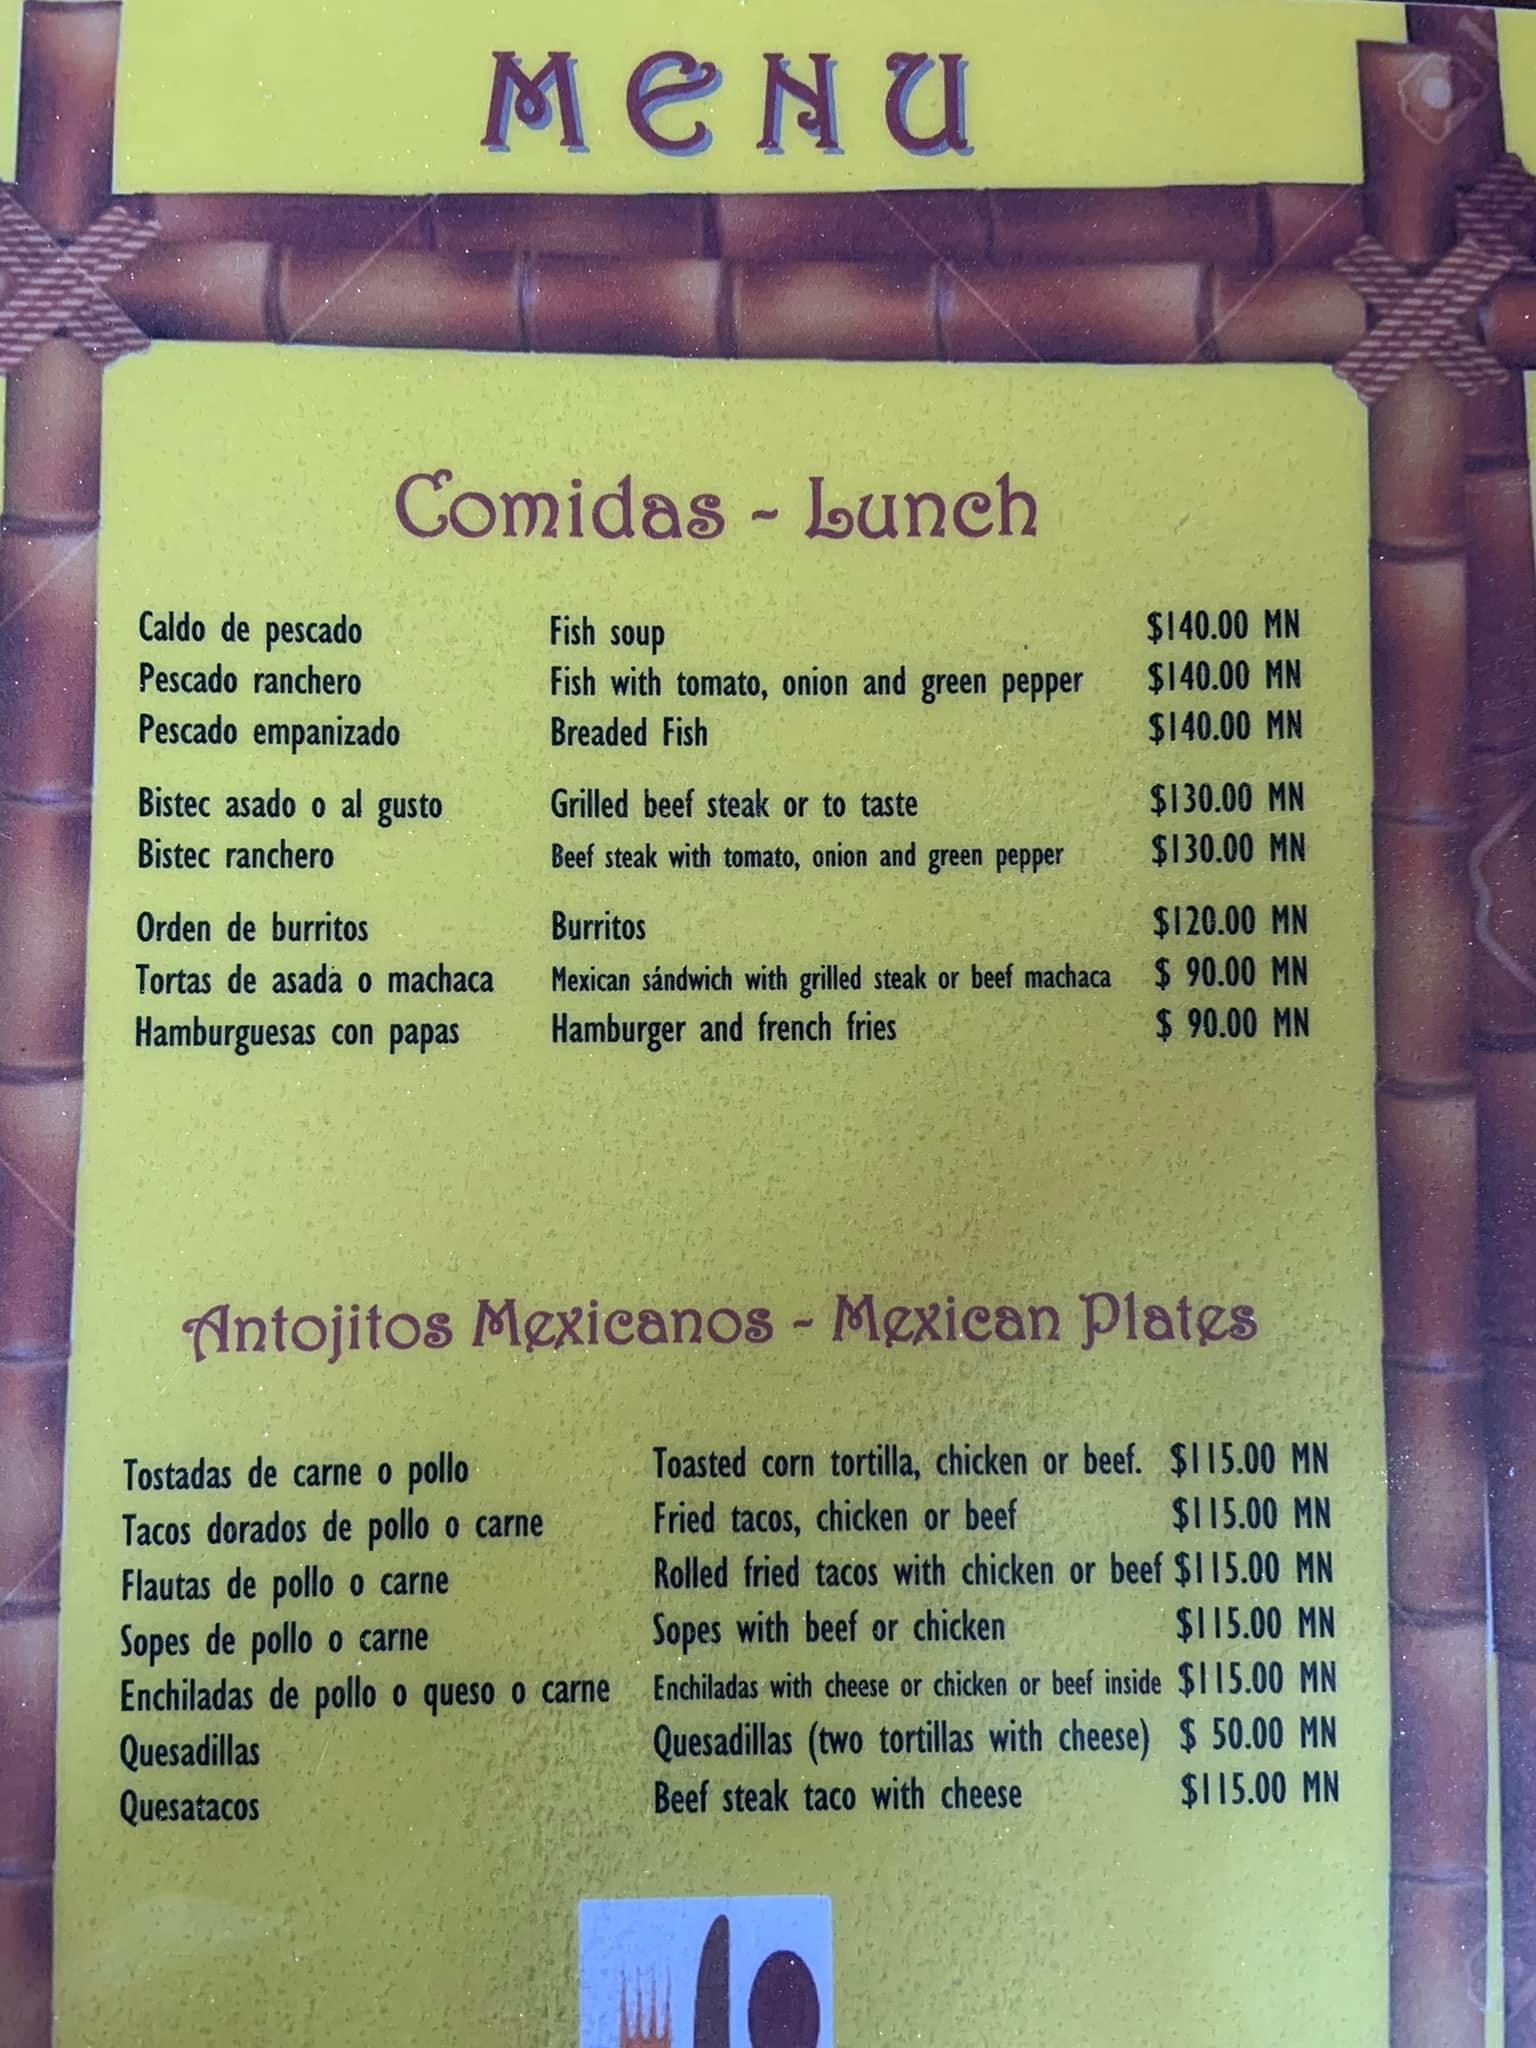 MENU
Comidas - Lunch
Caldo de pescado Fish soup $140.00 MN
Pescado ranchero Fish with tomato, onion and green pepper $140.00 MN
Pescado empanizado Breaded Fish $140.00 MN
Bistec asado o al gusto Grilled beef steak or to taste $130.00 MN
Bistec ranchero Beef steak with tomato, onion and green pepper $130.00 MN
Orden de burritos Burritos $120.00 MN
Tortas de asada o machaca Mexican sándwich with grilled steak or beef machaca $ 90.00 MN
Hamburguesas con papas Hamburger and french fries $ 90.00 MN
Antojitos Mexicanos - Mexican Plates
Tostadas de carne o pollo Toasted corn tortilla, chicken or beef. $115.00 MN
Tacos dorados de pollo o carne Fried tacos, chicken or beef $115.00 MN
Flautas de pollo o carne Rolled fried tacos with chicken or beef $115.00 MN
Sopes de pollo o carne Sopes with beef or chicken $115.00 MN
Enchiladas de pollo o queso o carne Enchiladas with cheese or chicken or beef inside $115.00 MN
Quesadillas Quesadillas (two tortillas with cheese) $ 50.00 MN
Quesatacos Beef steak taco with cheese $115.00 MN